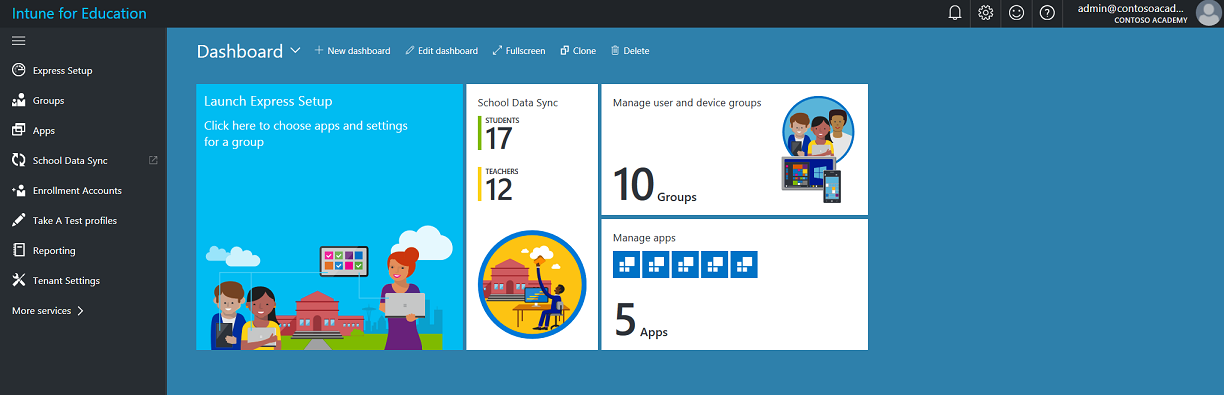 Intune for Education
admin@contosoacad...
CONTOSO ACADEMY
Express Setup
Groups
Apps
School Data Sync
Enrollment Accounts
Take A Test profiles
Reporting
Tenant Settings
More services
Dashboard
New dashboard
Edit dashboard
Fullscreen
Clone
Delete
Launch Express Setup
Click here to choose apps and settings
for a group
School Data Sync
STUDENTS
17
TEACHERS
12
Manage user and device groups
10 Groups
Manage apps
5 Apps